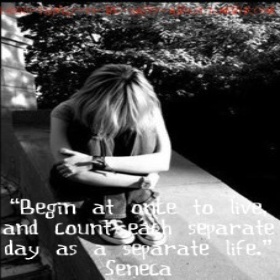 “Begin at once to live,
and count each separate
day as a separate life.”
Seneca